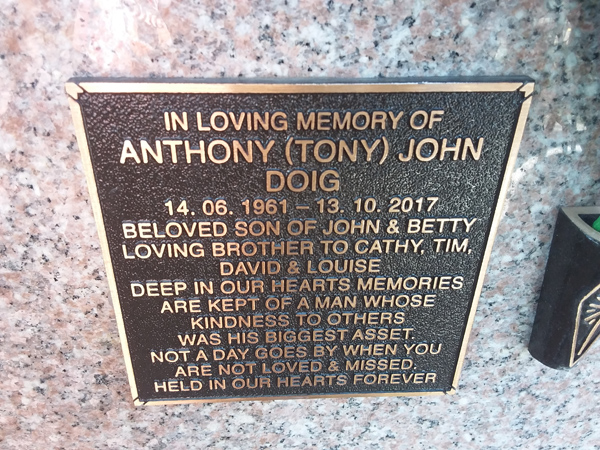 IN LOVING MEMORY OF
ANTHONY (TONY) JOHN
DOIG
14. 06. 1961 – 13. 10. 2017
BELOVED SON OF JOHN & BETTY
LOVING BROTHER TO CATHY, TIM,
DAVID & LOUISE
DEEP IN OUR HEARTS MEMORIES
ARE KEPT OF A MAN WHOSE
KINDNESS TO OTHERS
WAS HIS BIGGEST ASSET.
NOT A DAY GOES BY WHEN YOU
ARE NOT LOVED & MISSED.
HELD IN OUR HEARTS FOREVER